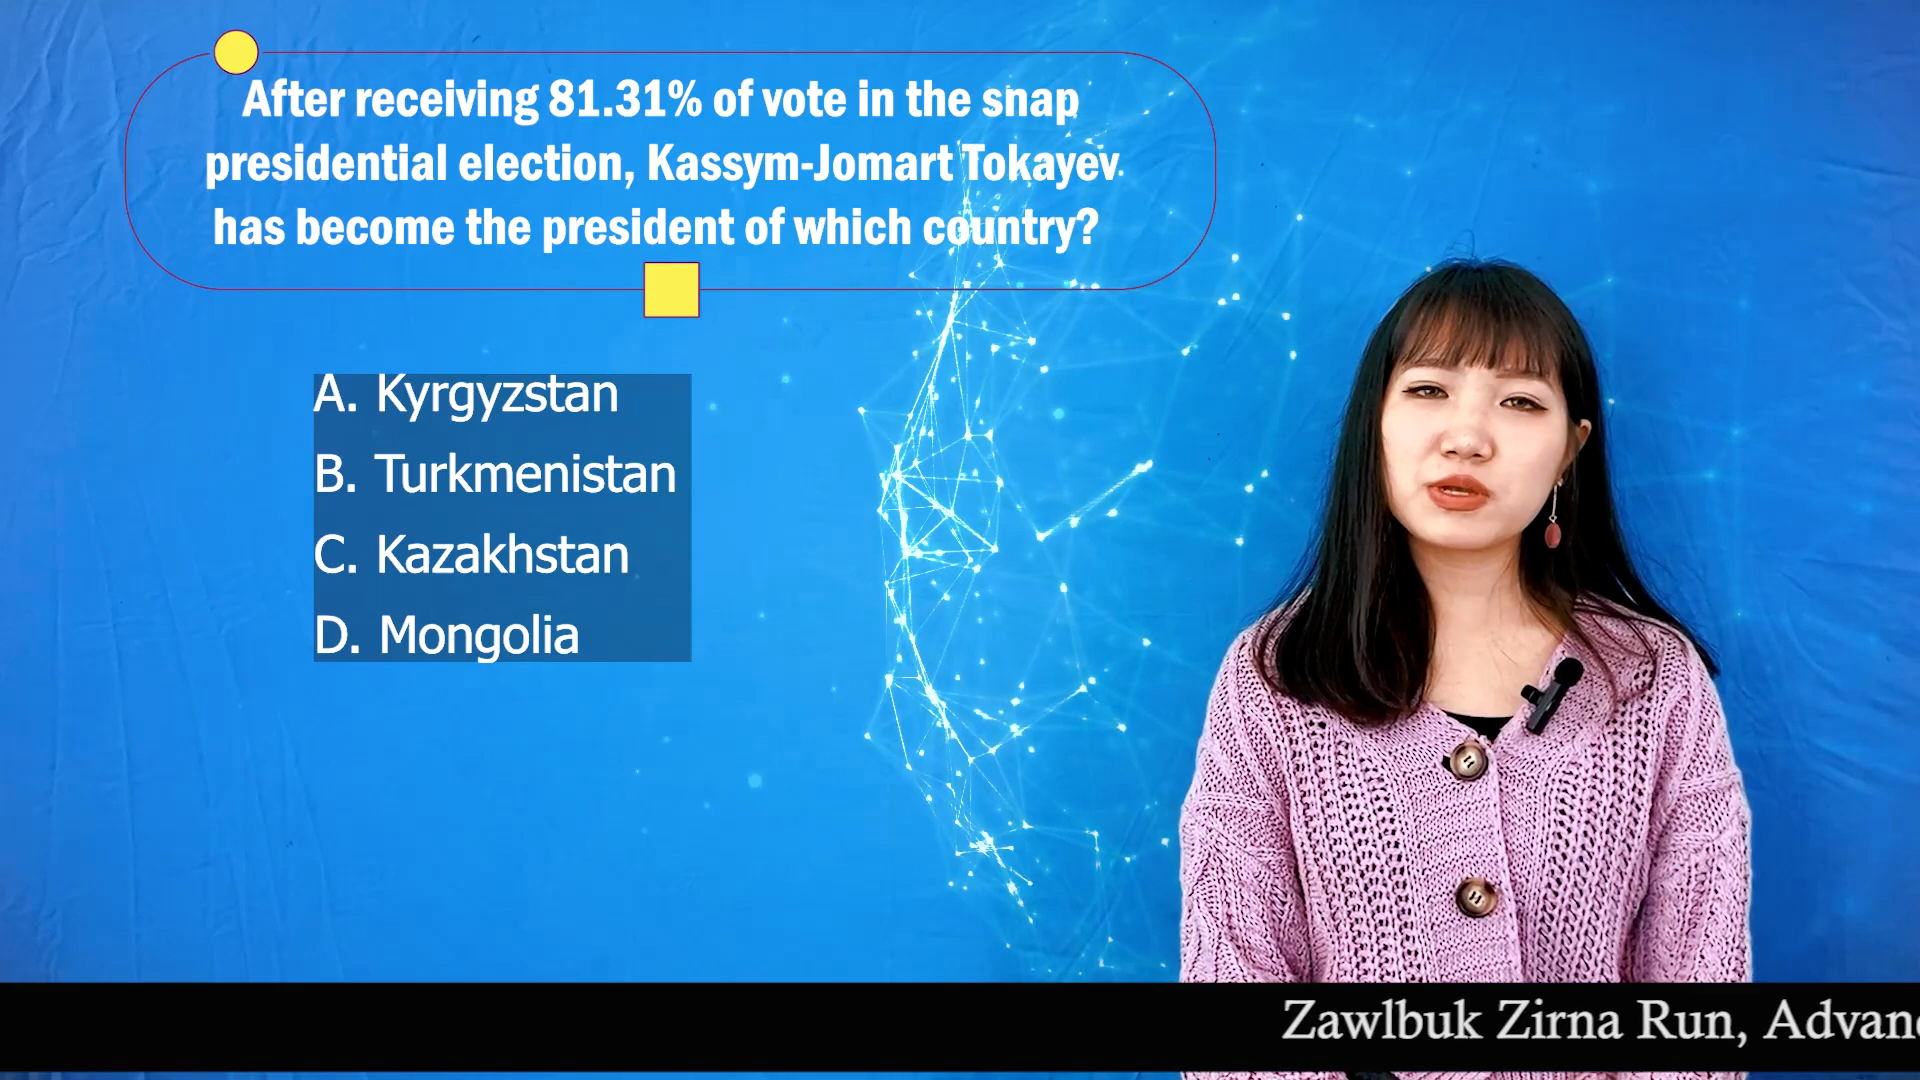 After receiving 81.31% of vote in the snap
presidential election, Kassym-Jomart Tokayev
has become the president of which country?
A. Kyrgyzstan
B. Turkmenistan
C. Kazakhstan
D. Mongolia
Zawlbuk Zirna Run, Advan